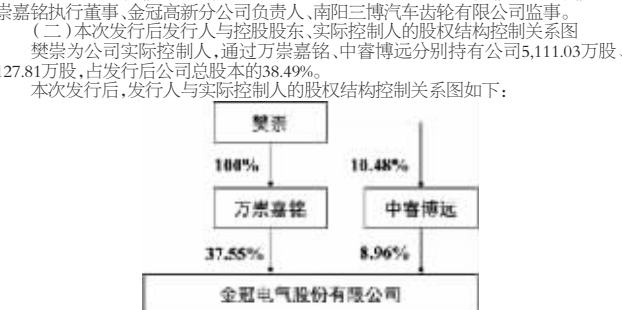 崇嘉铭执行董事、金冠高新分公司负责人、南阳三博汽车齿轮有限公司监事。
（二）本次发行后发行人与控股股东、实际控制人的股权结构控制关系图
樊崇为公司实际控制人，通过万崇嘉铭、中睿博远分别持有公司5,111.03万股、
127.81万股，占发行后公司总股本的38.49%。
本次发行后，发行人与实际控制人的股权结构控制关系图如下：
樊崇
100%
10.48%
万崇嘉铭
中睿博远
37.55%
8.96%
金冠电气股份有限公司